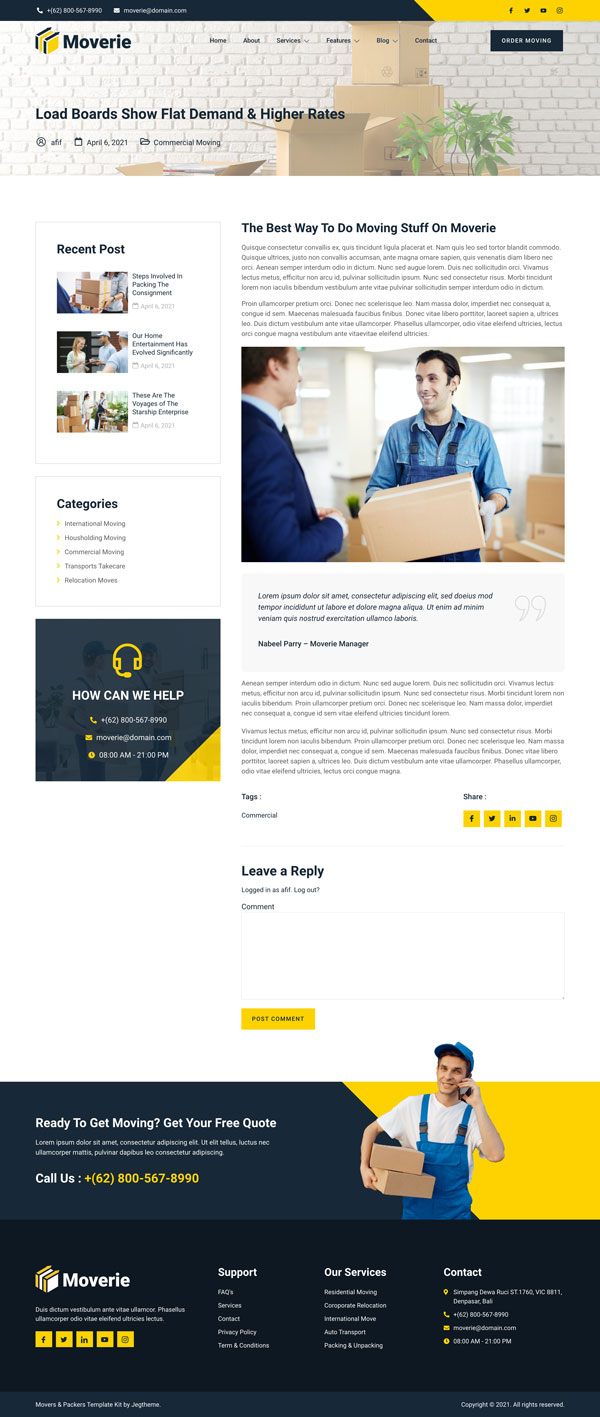 +(62) 800-567-8990 moverie@domain.com
Moverie Home About Services Features Blog Contact ORDER MOVING
Load Boards Show Flat Demand & Higher Rates
afif April 6, 2021 Commercial Moving
Recent Post
Steps Involved In
Packing The
Consignment
April 6, 2021
Our Home
Entertainment Has
Evolved Significantly
April 6, 2021
These Are The
Voyages of The
Starship Enterprise
April 6, 2021
Categories
International Moving
Housholding Moving
Commercial Moving
Transports Takecare
Relocation Moves
HOW CAN WE HELP
+(62) 800-567-8990
moverie@domain.com
08:00 AM - 21:00 PM
The Best Way To Do Moving Stuff On Moverie
Quisque consectetur convallis ex, quis tincidunt ligula placerat et. Nam quis leo sed tortor blandit commodo.
Quisque ultrices, justo non convallis accumsan, ante magna ornare sapien, quis venenatis diam libero nec
orci. Aenean semper interdum odio in dictum. Nunc sed augue lorem. Duis nec sollicitudin orci. Vivamus
lectus metus, efficitur non arcu id, pulvinar sollicitudin ipsum. Nunc sed consectetur risus. Morbi tincidunt
lorem non iaculis bibendum vestibulum ante vitae pulvinar sollicitudin semper interdum odio in dictum.
Proin ullamcorper pretium orci. Donec nec scelerisque leo. Nam massa dolor, imperdiet nec consequat a,
congue id sem. Maecenas malesuada faucibus finibus. Donec vitae libero porttitor, laoreet sapien a, ultrices
leo. Duis dictum vestibulum ante vitae ullamcorper. Phasellus ullamcorper, odio vitae eleifend ultricies, lectus
orci congue magna vestibulum ante vitaevitae eleifend ultricies.
Lorem ipsum dolor sit amet, consectetur adipiscing elit, sed doeius mod
tempor incididunt ut labore et dolore magna aliqua. Ut enim ad minim
veniam quis nostrud exercitation ullamco laboris.
Nabeel Parry – Moverie Manager
Aenean semper interdum odio in dictum. Nunc sed augue lorem. Duis nec sollicitudin orci. Vivamus lectus
metus, efficitur non arcu id, pulvinar sollicitudin ipsum. Nunc sed consectetur risus. Morbi tincidunt lorem non
iaculis bibendum. Proin ullamcorper pretium orci. Donec nec scelerisque leo. Nam massa dolor, imperdiet
nec consequat a, congue id sem vitae eleifend ultricies tincidunt lorem.
Vivamus lectus metus, efficitur non arcu id, pulvinar sollicitudin ipsum. Nunc sed consectetur risus. Morbi
tincidunt lorem non iaculis bibendum. Proin ullamcorper pretium orci. Donec nec scelerisque leo. Nam massa
dolor, imperdiet nec consequat a, congue id sem. Maecenas malesuada faucibus finibus. Donec vitae libero
porttitor, laoreet sapien a, ultrices leo. Duis dictum vestibulum ante vitae ullamcorper. Phasellus ullamcorper,
odio vitae eleifend ultricies, lectus orci congue magna.
Tags : Share :
Commercial
Leave a Reply
Logged in as afif. Log out?
Comment
POST COMMENT
Ready To Get Moving? Get Your Free Quote
Lorem ipsum dolor sit amet, consectetur adipiscing elit. Ut elit tellus, luctus nec
ullamcorper mattis, pulvinar dapibus leo consectetur adipiscing.
Call Us : +(62) 800-567-8990
Moverie
Duis dictum vestibulum ante vitae ullamcor. Phasellus
ullamcorper odio vitae eleifend ultricies lectus.
Support
FAQ's
Services
Contact
Privacy Policy
Term & Conditions
Our Services
Residential Moving
Coroporate Relocation
International Move
Auto Transport
Packing & Unpacking
Contact
Simpang Dewa Ruci ST.1760, VIC 8811,
Denpasar, Bali
+(62) 800-567-8990
moverie@domain.com
08:00 AM - 21:00 PM
Movers & Packers Template Kit by Jegtheme. Copyright © 2021. All rights reserved.